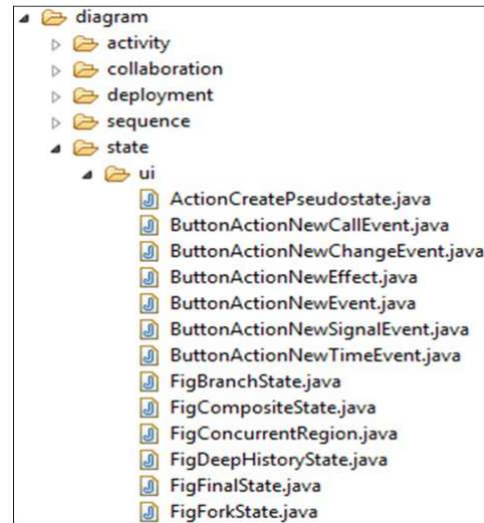 diagram
activity
collaboration
deployment
sequence
state
ui
ActionCreatePseudostate.java
ButtonActionNewCallEvent.java
ButtonActionNewChangeEvent.java
ButtonActionNewEffect.java
ButtonActionNewEvent.java
ButtonActionNewSignalEvent.java
ButtonActionNewTimeEvent.java
FigBranchState.java
FigCompositeState.java
FigConcurrentRegion.java
FigDeepHistoryState.java
FigFinalState.java
FigForkState.java